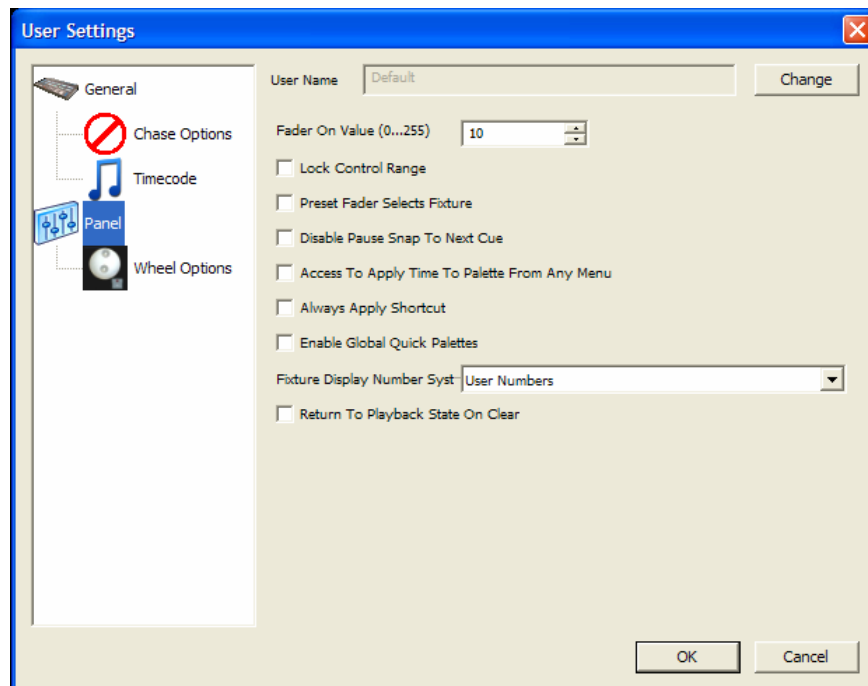 User Settings
General
Chase Options
Timecode
Panel
Wheel Options
User Name Default Change
Fader On Value (0...255) 10
Lock Control Range
Preset Fader Selects Fixture
Disable Pause Snap To Next Cue
Access To Apply Time To Palette From Any Menu
Always Apply Shortcut
Enable Global Quick Palettes
Fixture Display Number Syst User Numbers
Return To Playback State On Clear
OK Cancel